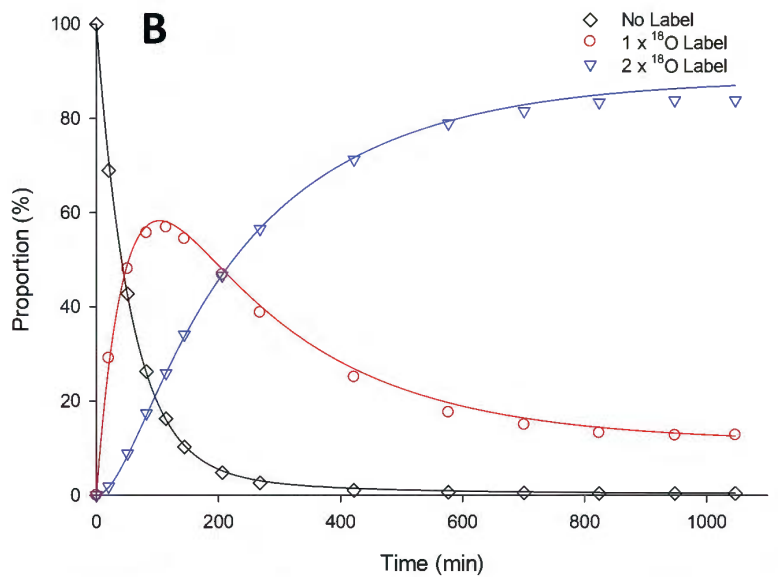 B
No Label
1 x ¹⁸O Label
2 x ¹⁸O Label
Proportion (%)
100
80
60
40
20
0
0 200 400 600 800 1000
Time (min)